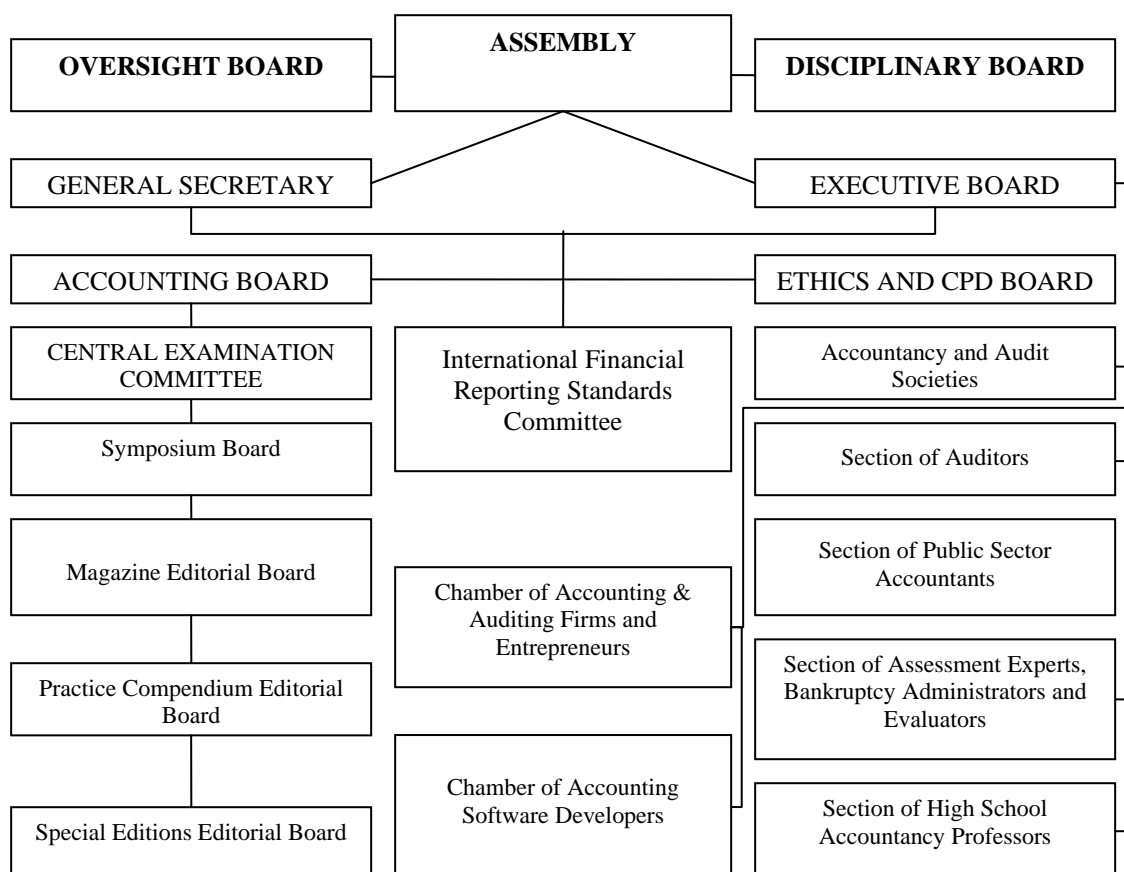 OVERSIGHT BOARD
ASSEMBLY
DISCIPLINARY BOARD
GENERAL SECRETARY
EXECUTIVE BOARD
ACCOUNTING BOARD
ETHICS AND CPD BOARD
CENTRAL EXAMINATION
COMMITTEE
International Financial
Reporting Standards
Committee
Accountancy and Audit
Societies
Symposium Board
Section of Auditors
Magazine Editorial Board
Chamber of Accounting &
Auditing Firms and
Entrepreneurs
Section of Public Sector
Accountants
Practice Compendium Editorial
Board
Section of Assessment Experts,
Bankruptcy Administrators and
Evaluators
Special Editions Editorial Board
Chamber of Accounting
Software Developers
Section of High School
Accountancy Professors